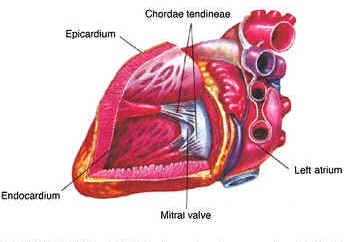 Chordae tendineae
Epicardium
Left atrium
Endocardium
Mitral valve